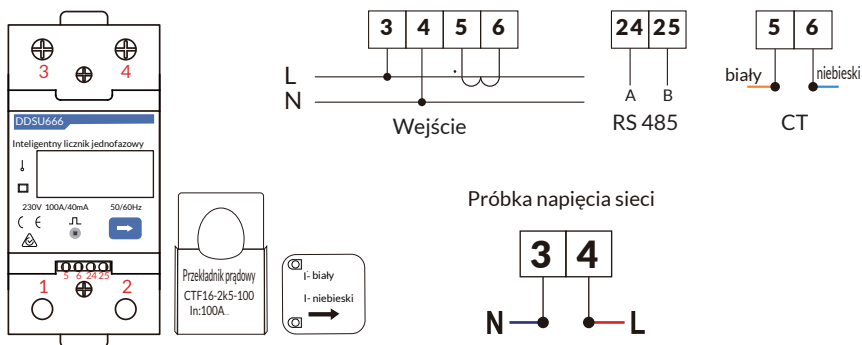 3 4
DDSU666
Inteligentny licznik jednofazowy
230V 100A/40mA 50/60Hz
5 6 24 25
1 2
Przekladnik prądowy
CTF16-2k5-100
In:100A..
I- biały
I- niebieski
3 4 5 6
L
N
Wejście
24 25
A B
RS 485
5 6
biały niebieski
CT
Próbka napięcia sieci
3 4
N L